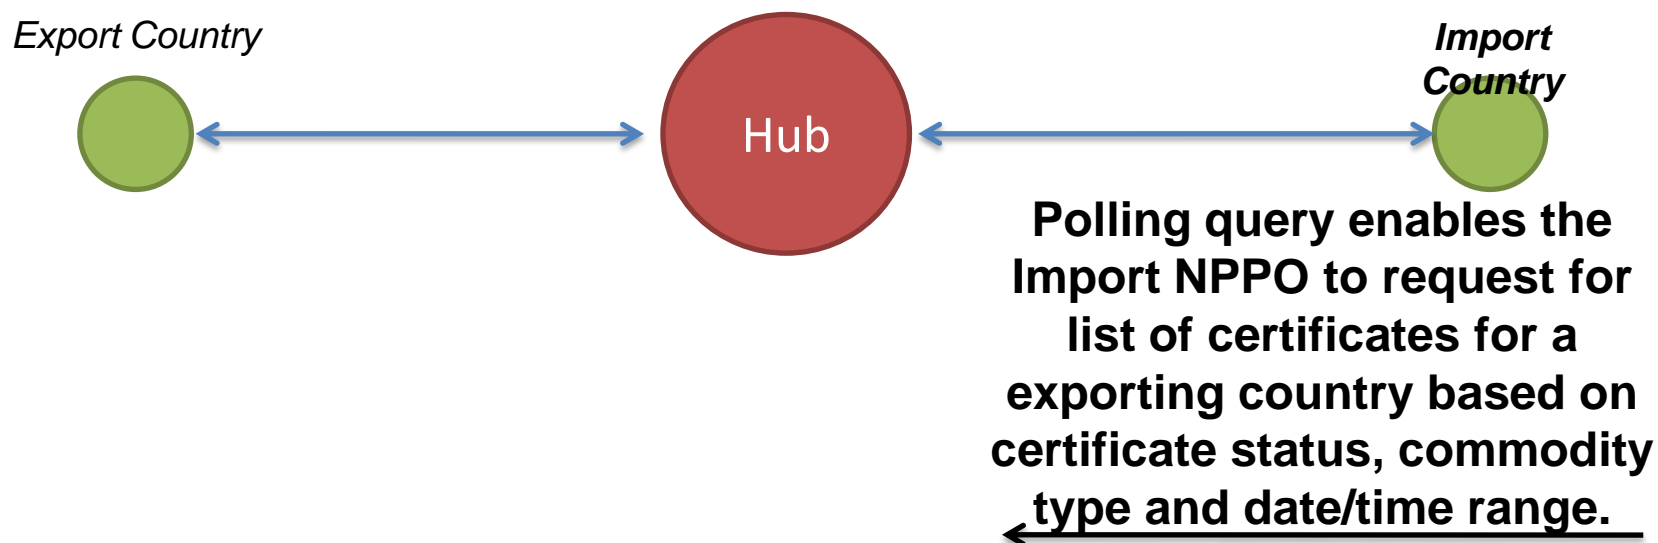 Export Country
Import
Country
Hub
Polling query enables the
Import NPPO to request for
list of certificates for a
exporting country based on
certificate status, commodity
type and date/time range.